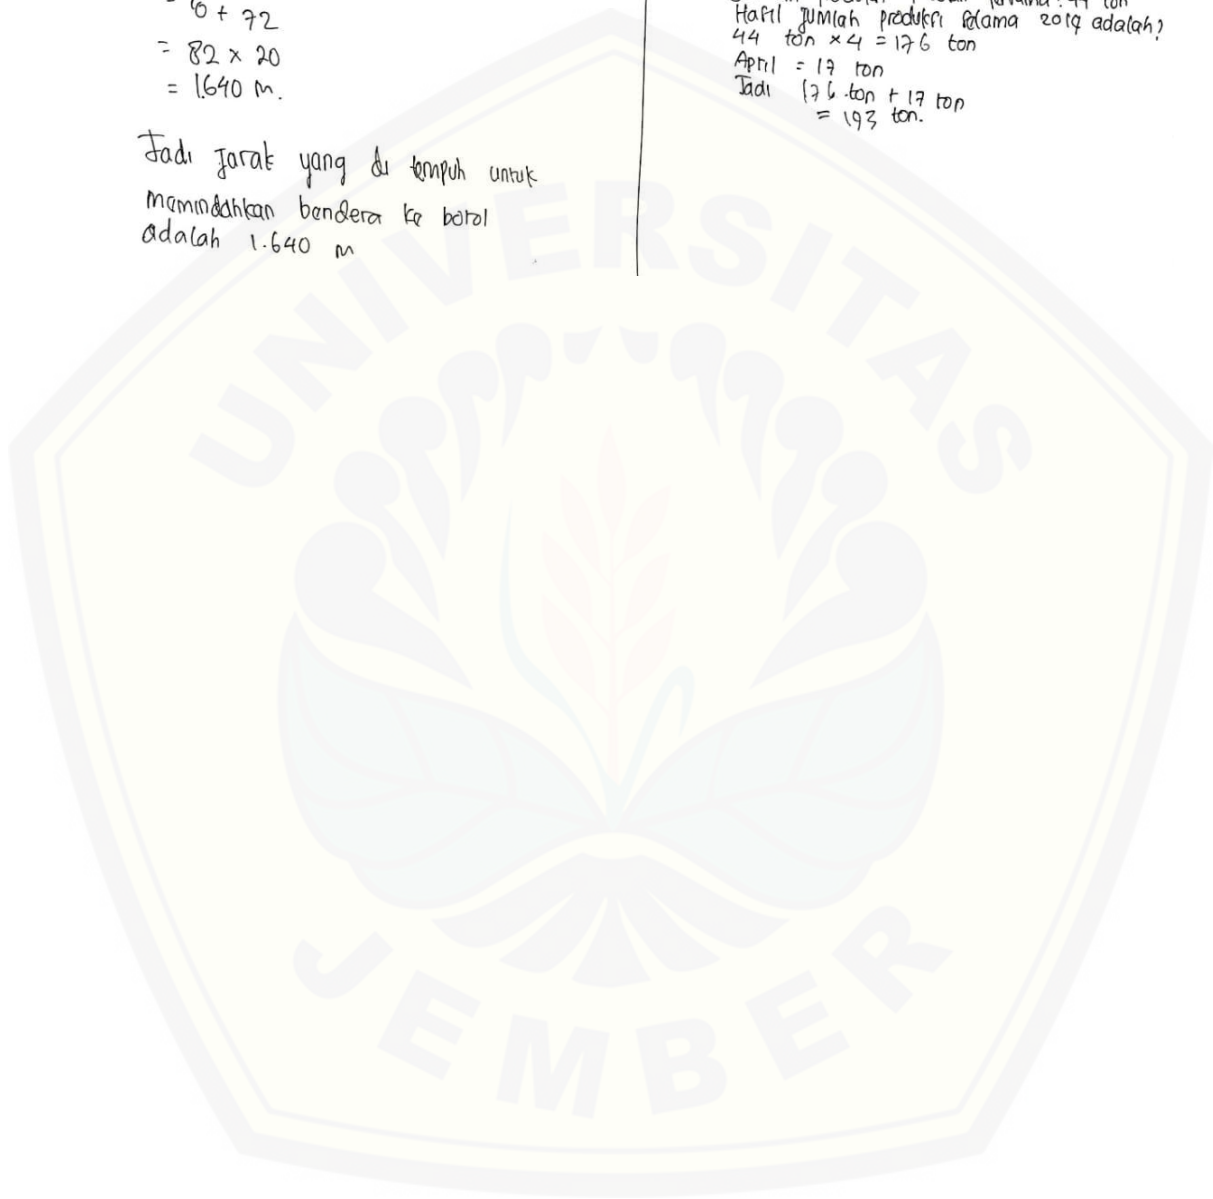 + 72
= 82 × 20
= 1.640 m.
Jadi Jarak yang di tempuh untuk
memindahkan bendera ke botol
adalah 1.640 m
Hasil jumlah produksi selama 2019 adalah?
44 ton × 4 = 176 ton
April = 17 ton
Jadi 176 ton + 17 ton
= 193 ton.
UNIVERSITAS
JEMBER